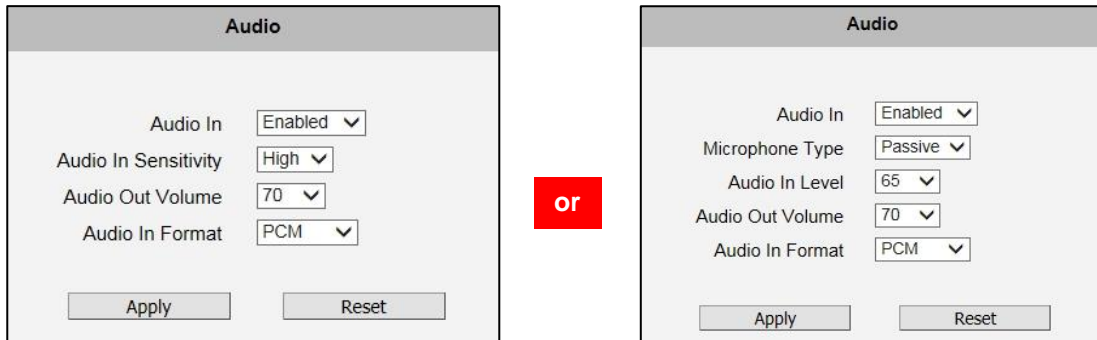 Audio
Audio In Enabled
Audio In Sensitivity High
Audio Out Volume 70
Audio In Format PCM
Apply Reset
or
Audio
Audio In Enabled
Microphone Type Passive
Audio In Level 65
Audio Out Volume 70
Audio In Format PCM
Apply Reset